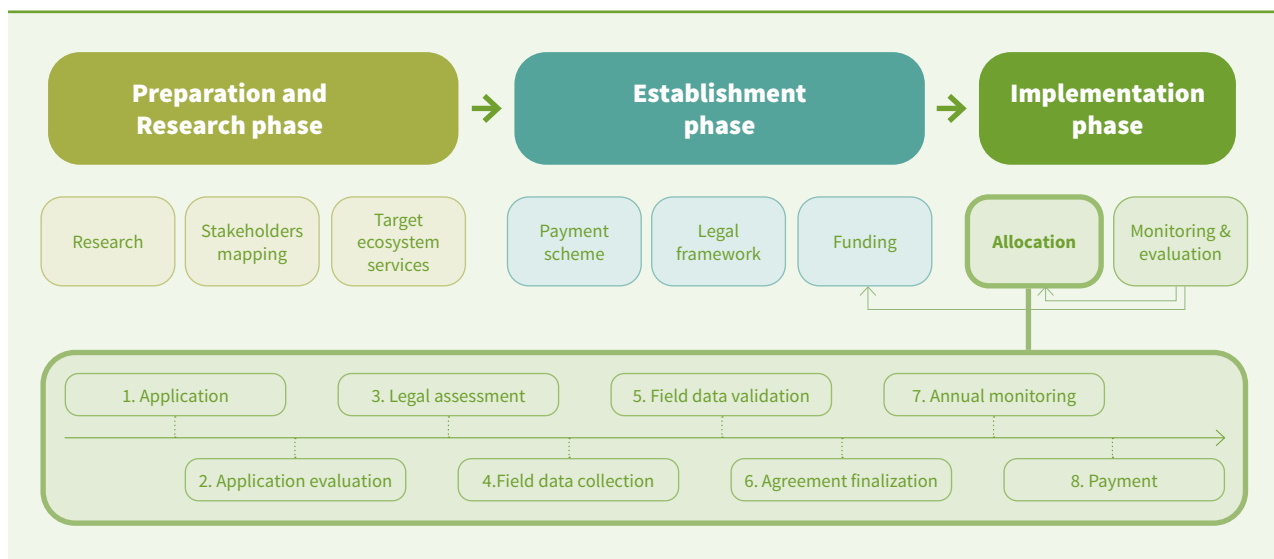 Preparation and
Research phase
Establishment
phase
Implementation
phase
Research
Stakeholders
mapping
Target
ecosystem
services
Payment
scheme
Legal
framework
Funding
Allocation
Monitoring &
evaluation
1. Application
3. Legal assessment
5. Field data validation
7. Annual monitoring
2. Application evaluation
4.Field data collection
6. Agreement finalization
8. Payment